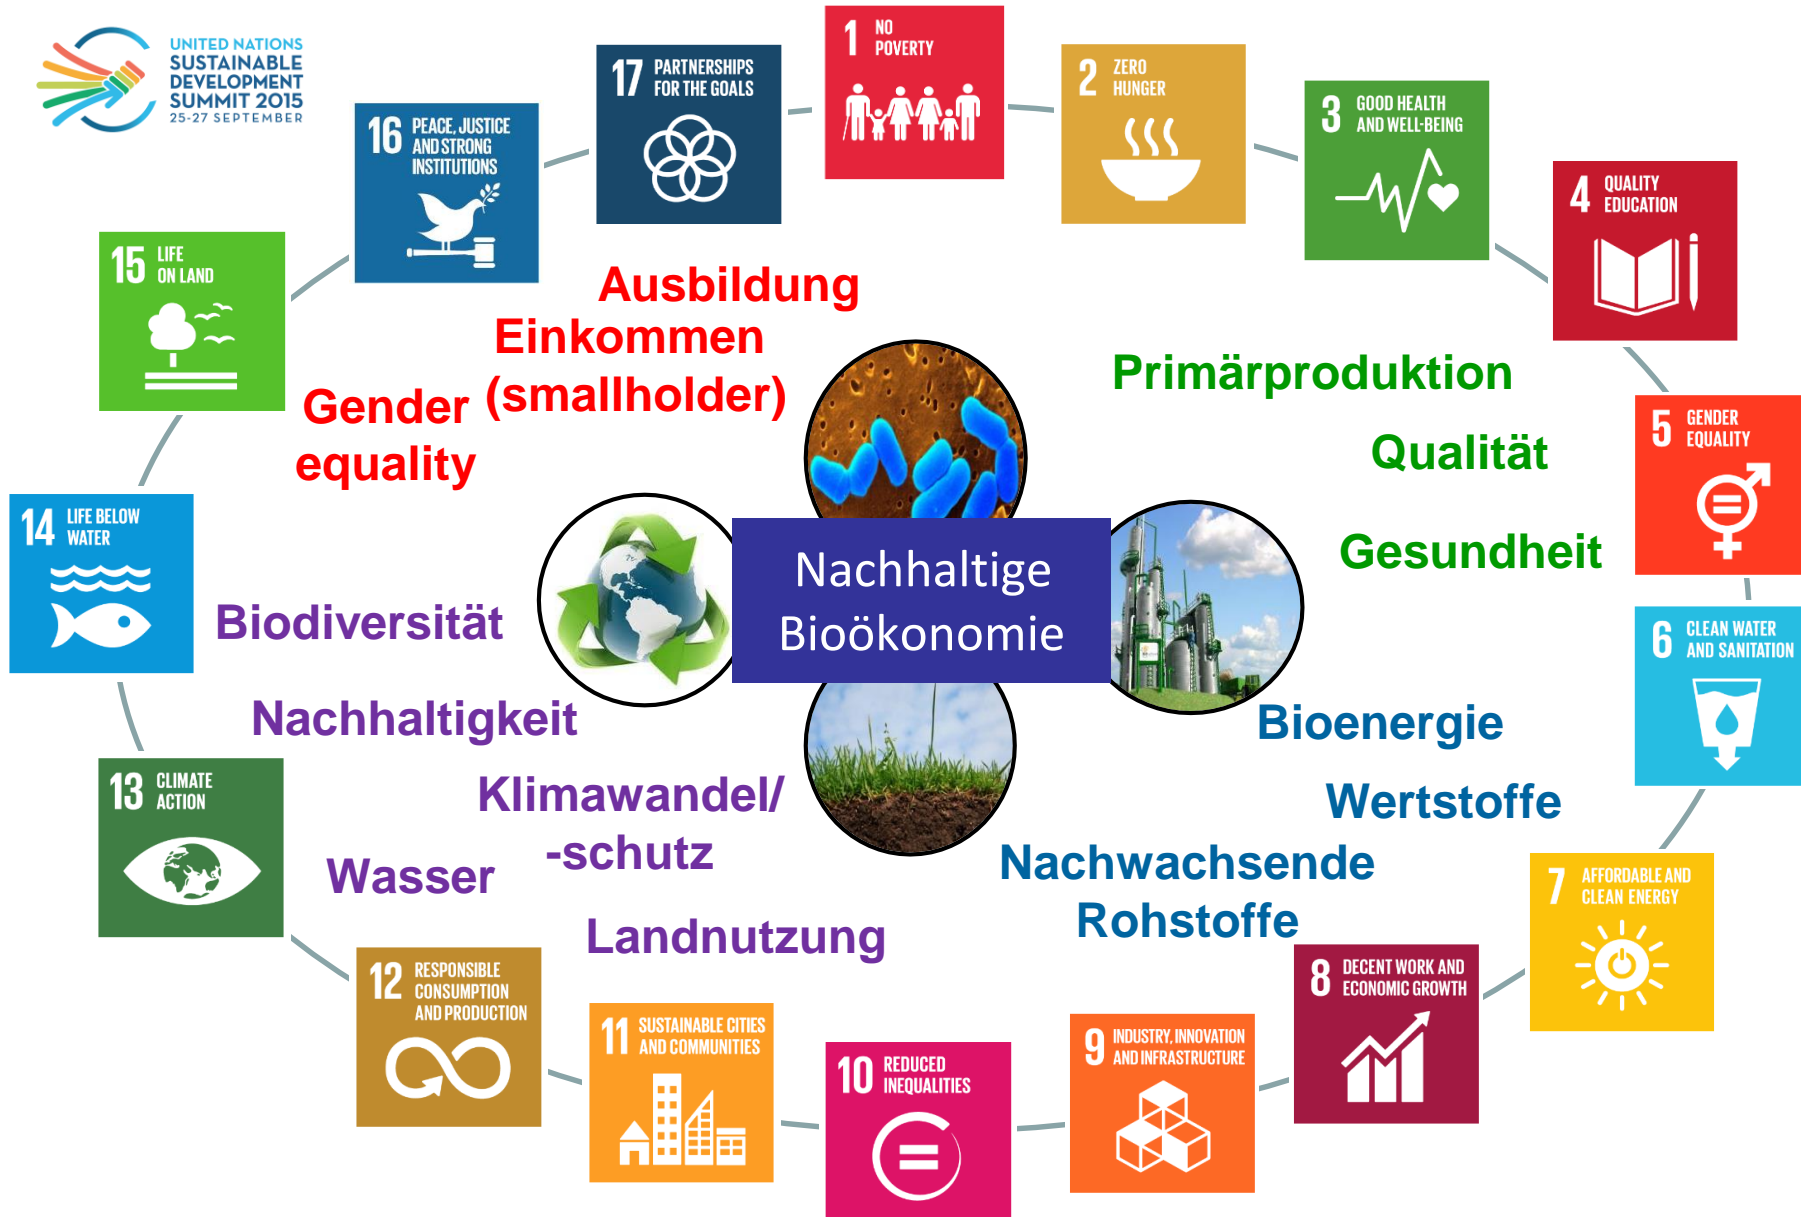 UNITED NATIONS
SUSTAINABLE
DEVELOPMENT
SUMMIT 2015
25-27 SEPTEMBER
1 NO
POVERTY
2 ZERO
HUNGER
3 GOOD HEALTH
AND WELL-BEING
4 QUALITY
EDUCATION
5 GENDER
EQUALITY
6 CLEAN WATER
AND SANITATION
7 AFFORDABLE AND
CLEAN ENERGY
8 DECENT WORK AND
ECONOMIC GROWTH
9 INDUSTRY, INNOVATION
AND INFRASTRUCTURE
10 REDUCED
INEQUALITIES
11 SUSTAINABLE CITIES
AND COMMUNITIES
12 RESPONSIBLE
CONSUMPTION
AND PRODUCTION
13 CLIMATE
ACTION
14 LIFE BELOW
WATER
15 LIFE
ON LAND
16 PEACE, JUSTICE
AND STRONG
INSTITUTIONS
17 PARTNERSHIPS
FOR THE GOALS
Ausbildung
Einkommen
(smallholder)
Gender
equality
Primärproduktion
Qualität
Gesundheit
Nachhaltige
Bioökonomie
Biodiversität
Nachhaltigkeit
Klimawandel/
-schutz
Wasser
Landnutzung
Bioenergie
Wertstoffe
Nachwachsende
Rohstoffe